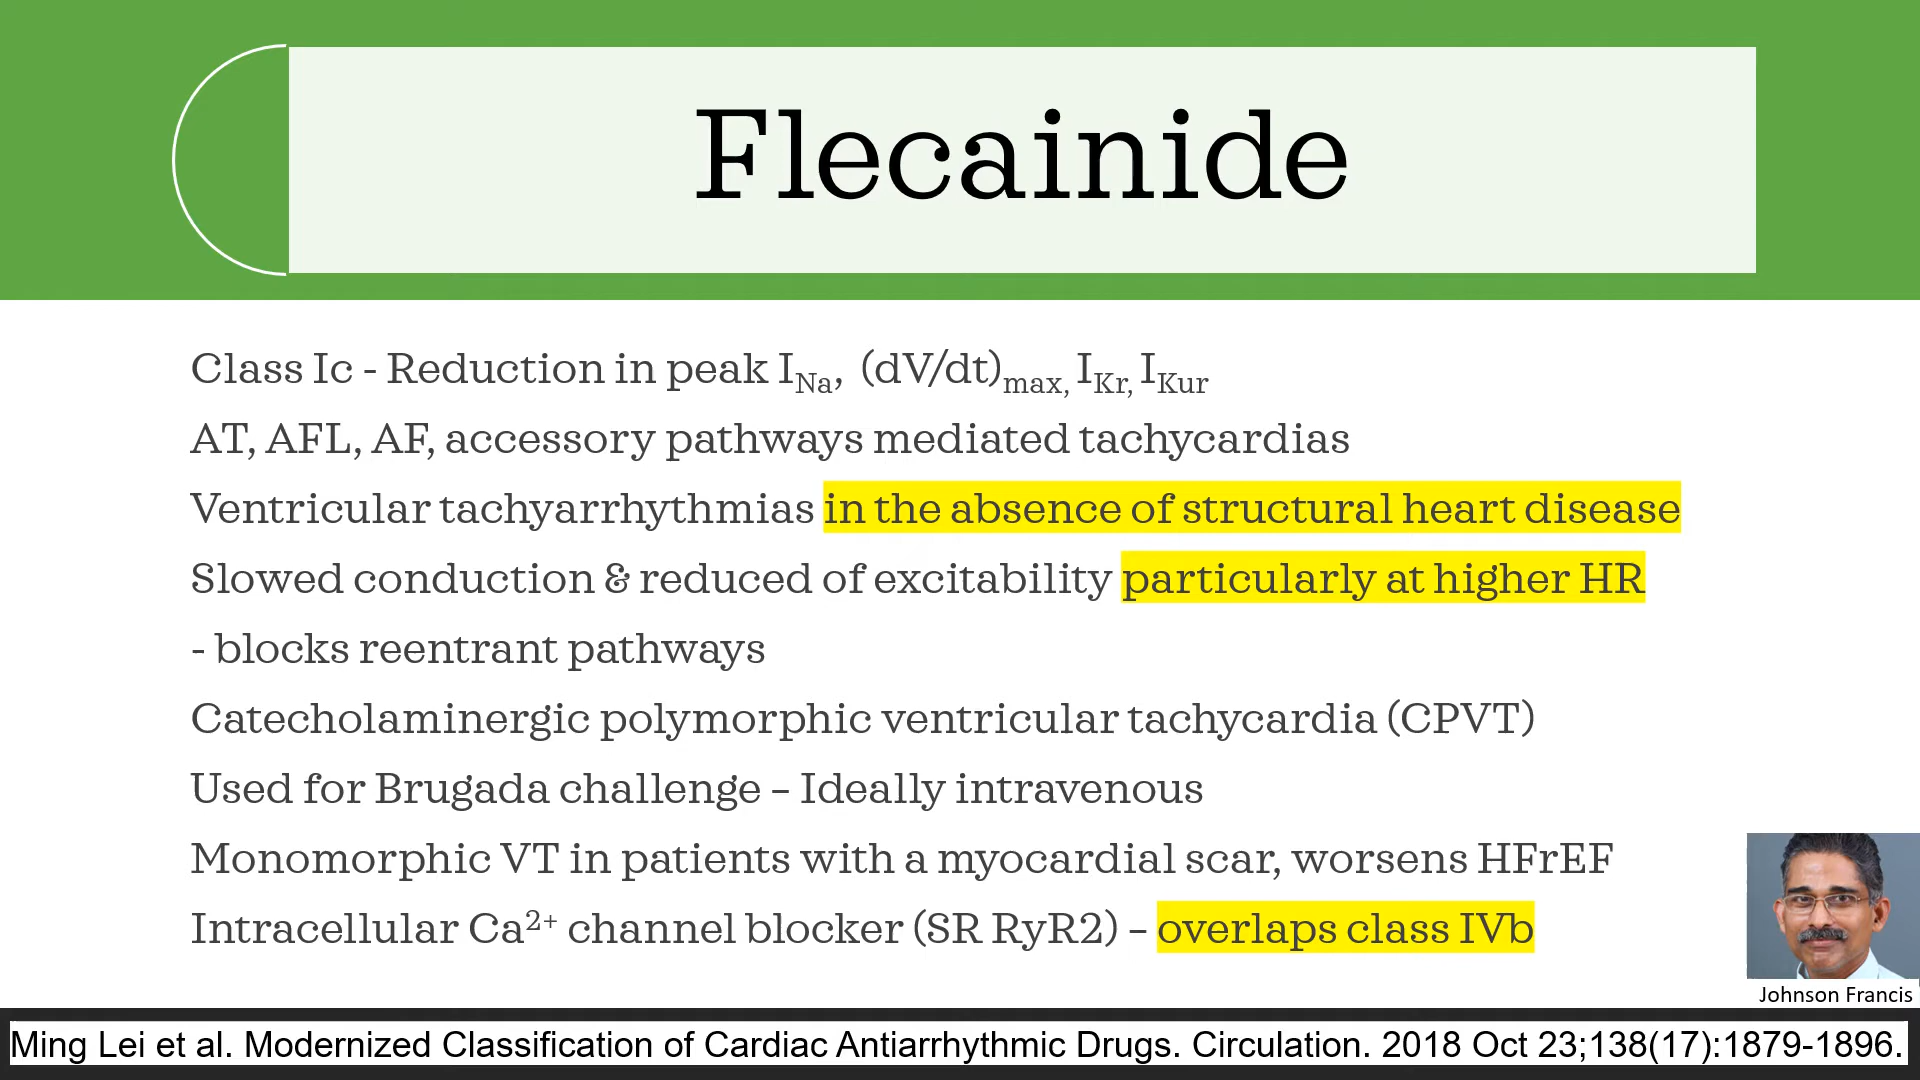 Flecainide
Class Ic - Reduction in peak I_Na, (dV/dt)_max, I_Kr, I_Kur
AT, AFL, AF, accessory pathways mediated tachycardias
Ventricular tachyarrhythmias in the absence of structural heart disease
Slowed conduction & reduced of excitability particularly at higher HR
- blocks reentrant pathways
Catecholaminergic polymorphic ventricular tachycardia (CPVT)
Used for Brugada challenge – Ideally intravenous
Monomorphic VT in patients with a myocardial scar, worsens HFrEF
Intracellular Ca²⁺ channel blocker (SR RyR2) – overlaps class IVb
Johnson Francis
Ming Lei et al. Modernized Classification of Cardiac Antiarrhythmic Drugs. Circulation. 2018 Oct 23;138(17):1879-1896.